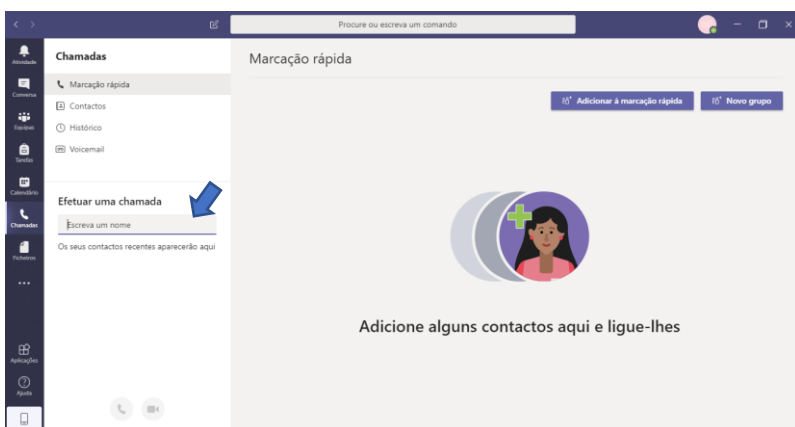 Procure ou escreva um comando
Atividade
Conversa
Equipas
Tarefas
Calendário
Chamadas
Ficheiros
Aplicações
Ajuda
Chamadas
Marcação rápida
Contactos
Histórico
Voicemail
Efetuar uma chamada
Escreva um nome
Os seus contactos recentes aparecerão aqui
Marcação rápida
Adicionar à marcação rápida
Novo grupo
Adicione alguns contactos aqui e ligue-lhes